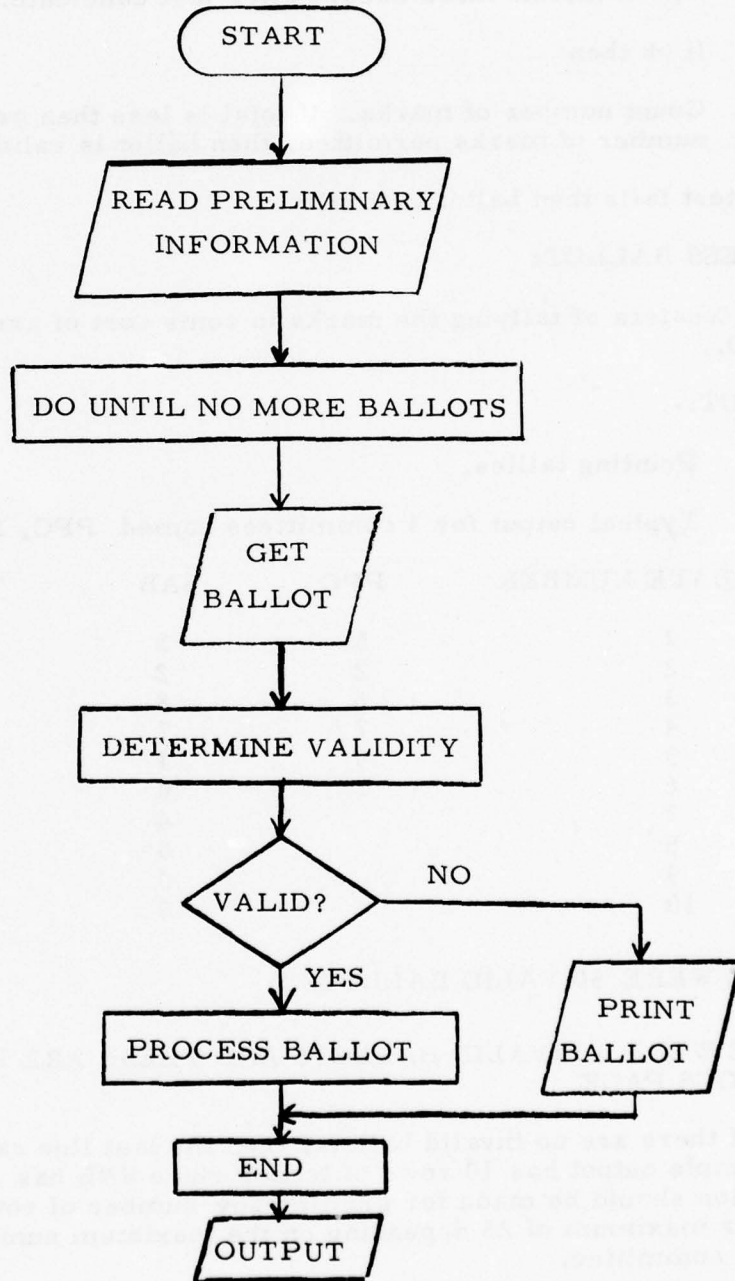 START
READ PRELIMINARY
INFORMATION
DO UNTIL NO MORE BALLOTS
GET
BALLOT
DETERMINE VALIDITY
VALID?
NO
YES
PRINT
BALLOT
PROCESS BALLOT
END
OUTPUT